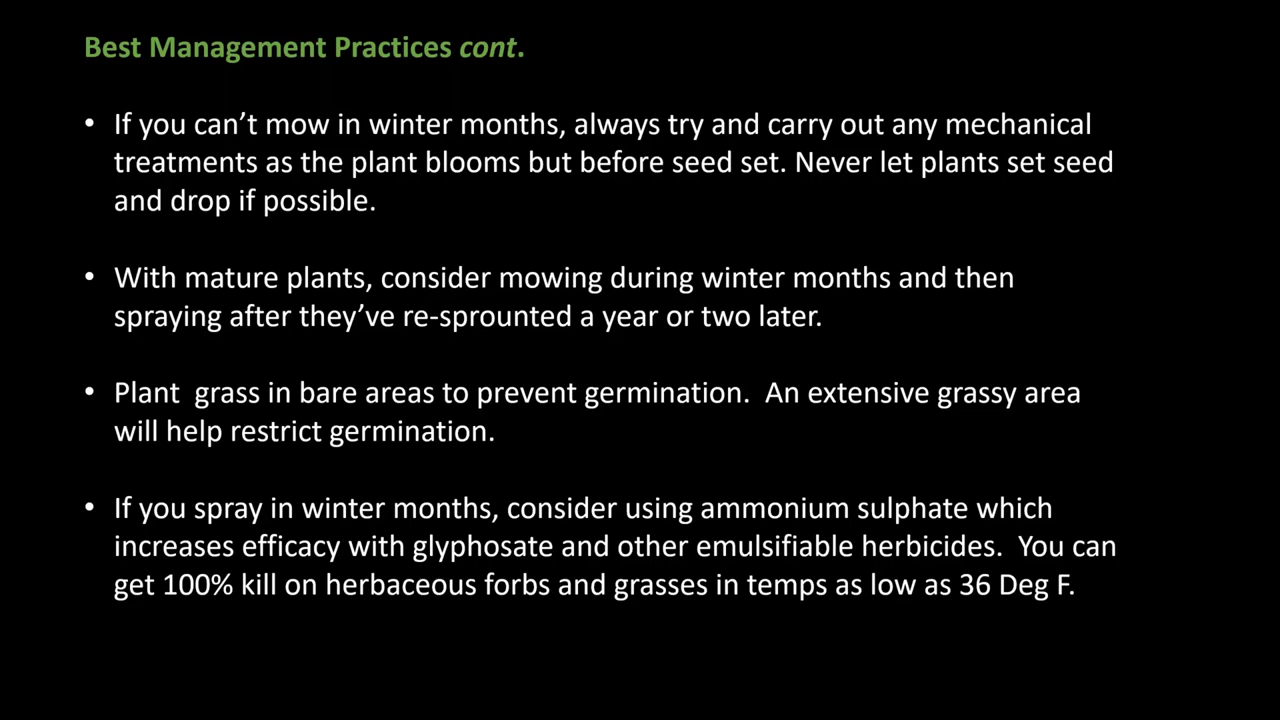 Best Management Practices cont.
• If you can’t mow in winter months, always try and carry out any mechanical
treatments as the plant blooms but before seed set. Never let plants set seed
and drop if possible.
• With mature plants, consider mowing during winter months and then
spraying after they’ve re-sprouted a year or two later.
• Plant  grass in bare areas to prevent germination.  An extensive grassy area
will help restrict germination.
• If you spray in winter months, consider using ammonium sulphate which
increases efficacy with glyphosate and other emulsifiable herbicides.  You can
get 100% kill on herbaceous forbs and grasses in temps as low as 36 Deg F.